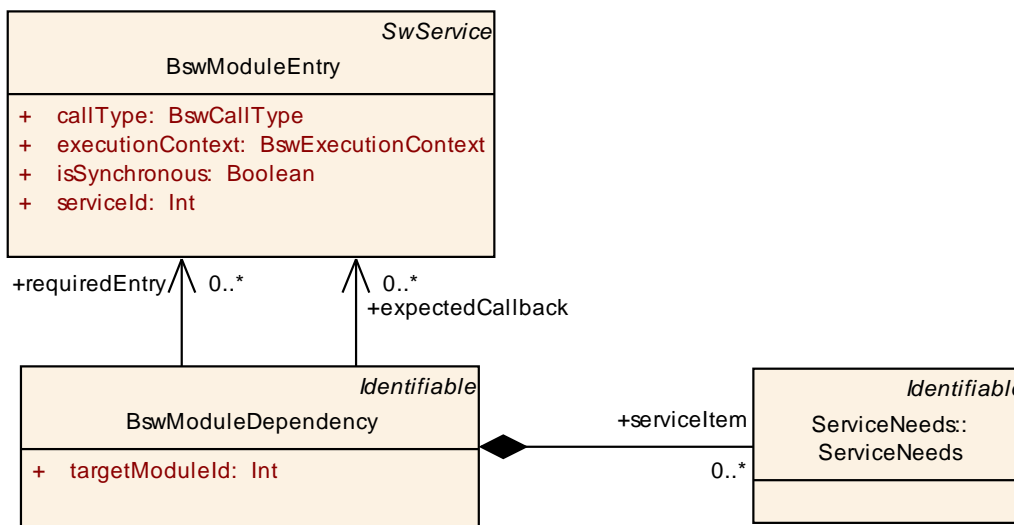 SwService
BswModuleEntry
+ callType: BswCallType
+ executionContext: BswExecutionContext
+ isSynchronous: Boolean
+ serviceId: Int
+requiredEntry 0..* 0..*
+expectedCallback
Identifiable
BswModuleDependency
+ targetModuleId: Int
+serviceItem
0..*
Identifiable
ServiceNeeds::
ServiceNeeds